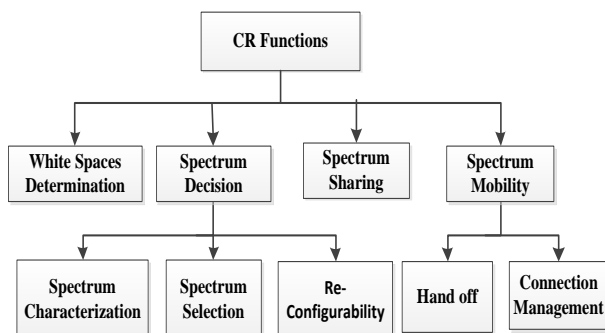 CR Functions
White Spaces
Determination
Spectrum
Decision
Spectrum
Sharing
Spectrum
Mobility
Spectrum
Characterization
Spectrum
Selection
Re-
Configurability
Hand off
Connection
Management